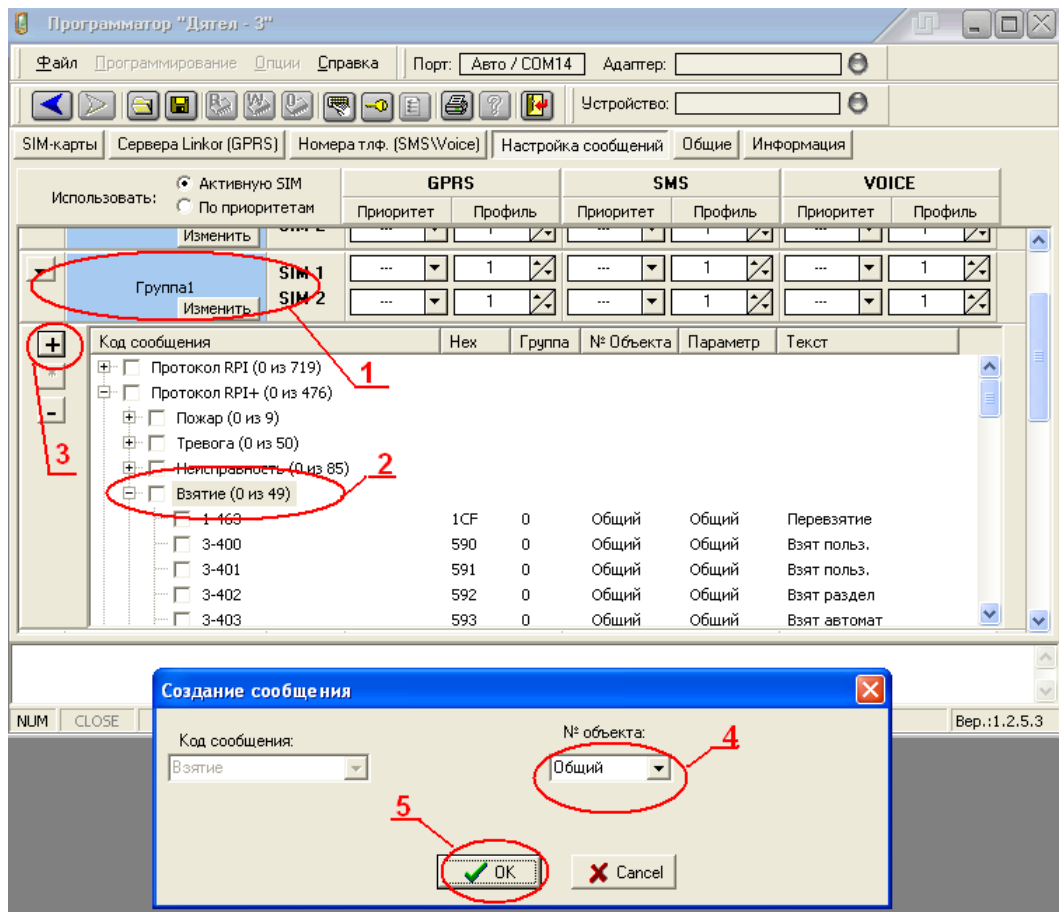 Программатор "Дятел - 3"
Файл Программирование Опции Справка Порт: Авто / COM14 Адаптер:
Устройство:
SIM-карты Сервера Linkor (GPRS) Номера тлф. (SMS\Voice) Настройка сообщений Общие Информация
Использовать: Активную SIM GPRS SMS VOICE
По приоритетам Приоритет Профиль Приоритет Профиль Приоритет Профиль
Изменить SIM 2 --- 1 --- 1 --- 1
SIM 1 --- 1 --- 1 --- 1
Группа1
Изменить SIM 2 --- 1 --- 1 --- 1
+ Код сообщения Hex Группа № Объекта Параметр Текст
Протокол RPI (0 из 719) 1
* Протокол RPI+ (0 из 476)
- Пожар (0 из 9)
3 Тревога (0 из 50)
Неисправность (0 из 85) 2
Взятие (0 из 49)
1-463 1CF 0 Общий Общий Перевзятие
3-400 590 0 Общий Общий Взят польз.
3-401 591 0 Общий Общий Взят польз.
3-402 592 0 Общий Общий Взят раздел
3-403 593 0 Общий Общий Взят автомат
Создание сообщения
NUM CLOSE Вер.:1.2.5.3
Код сообщения: № объекта: 4
Взятие Общий
5
OK Cancel